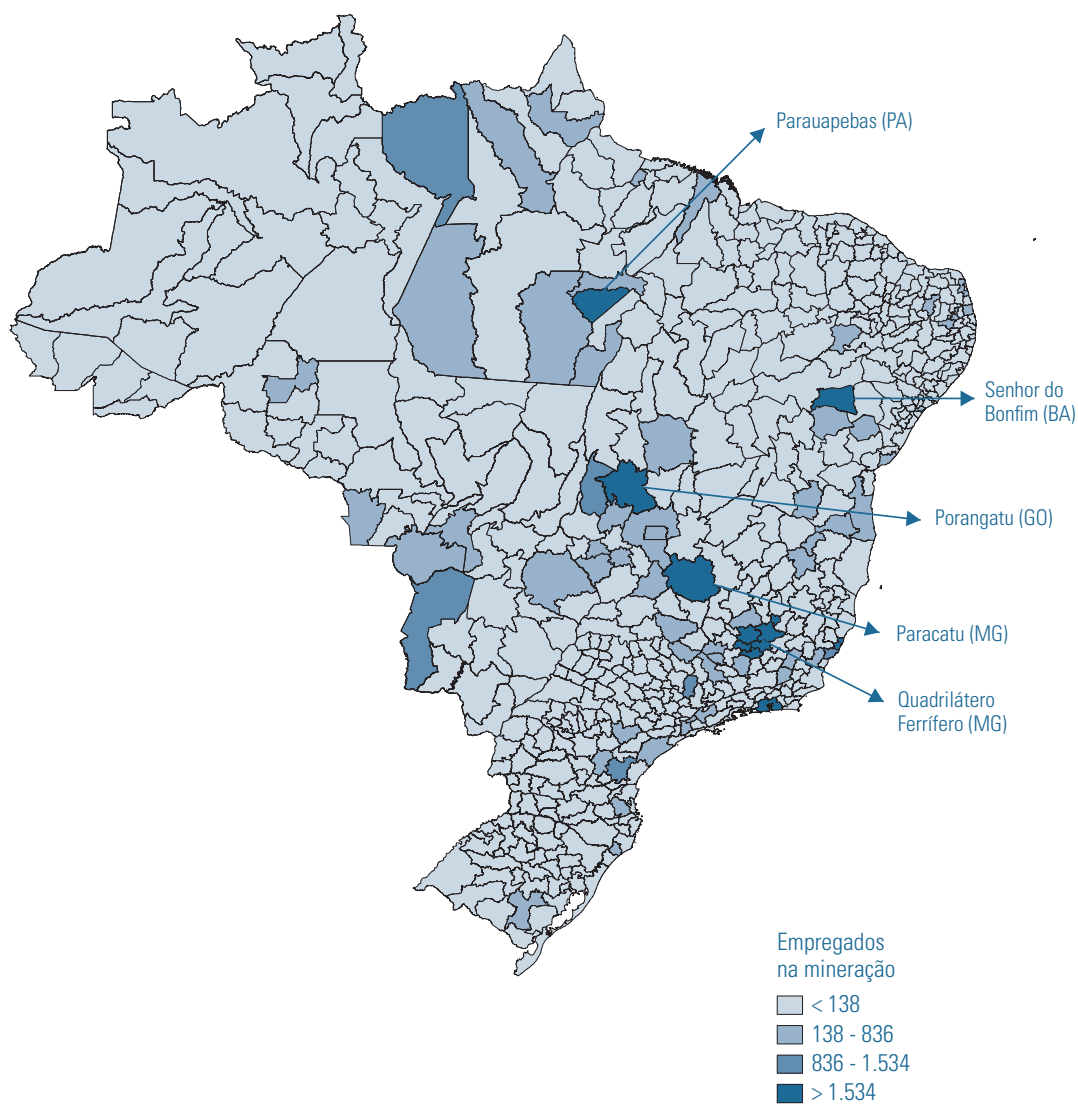 Parauapebas (PA)
Senhor do
Bonfim (BA)
Porangatu (GO)
Paracatu (MG)
Quadrilátero
Ferrífero (MG)
Empregados
na mineração
< 138
138 - 836
836 - 1.534
> 1.534